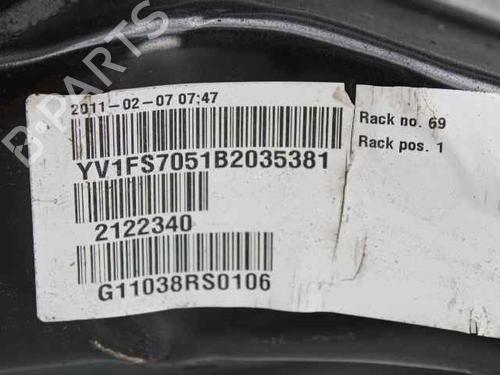 2011-02-07 07:47
YV1FS7051B2035381
2122340
G11038RS0106
Rack no. 69
Rack pos. 1
B-PARTS